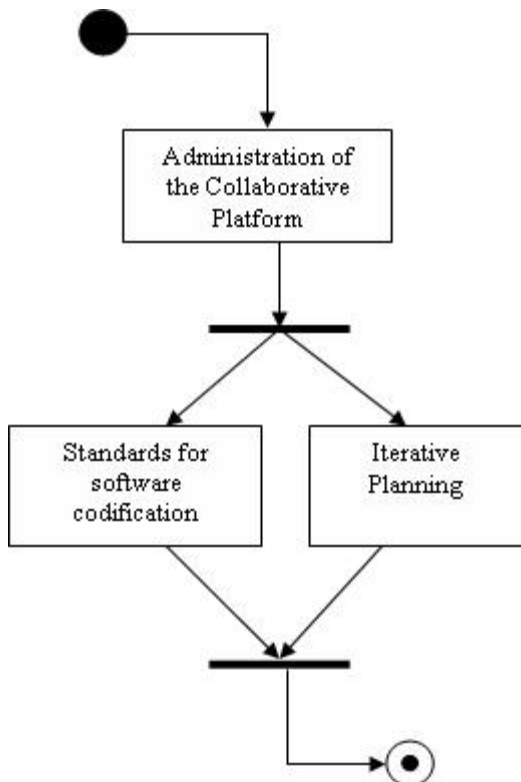 Administration of
the Collaborative
Platform
Standards for
software
codification
Iterative
Planning